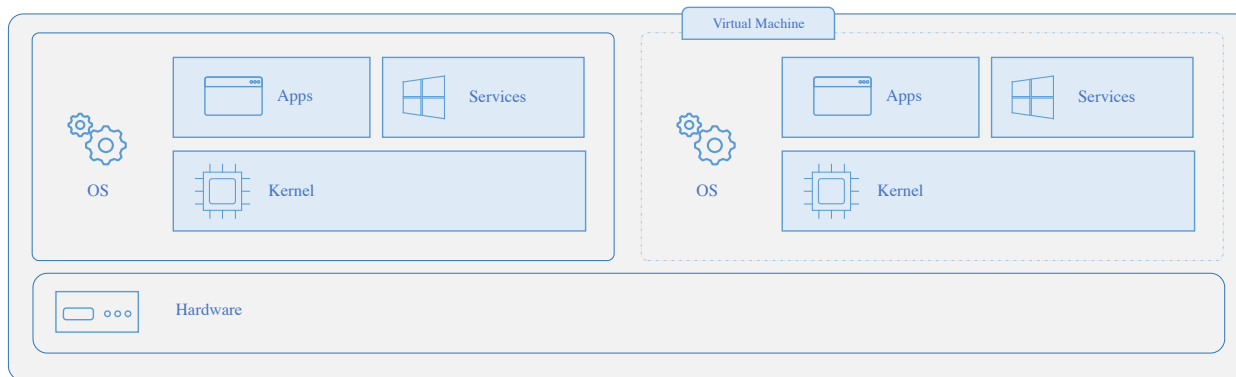 Virtual Machine
Apps
Services
OS
Kernel
Apps
Services
OS
Kernel
Hardware